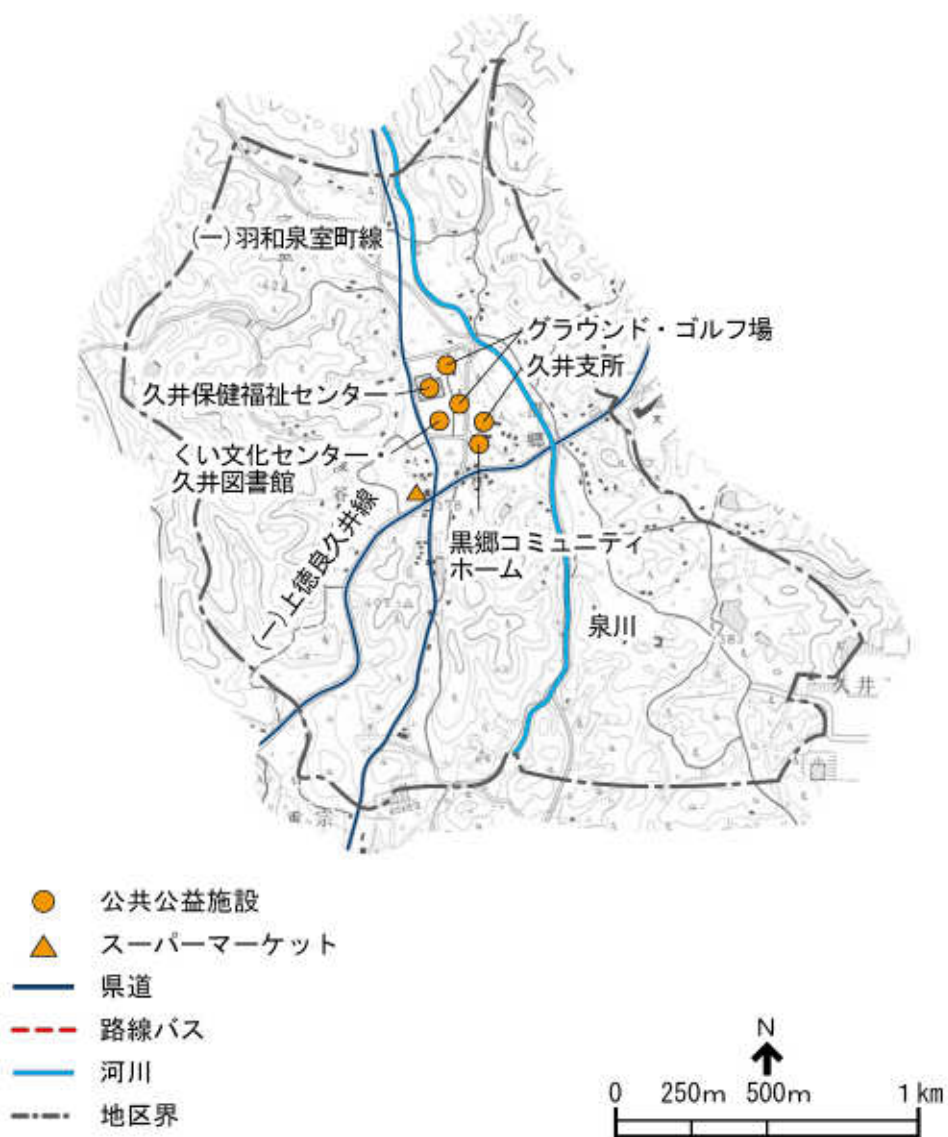 (一)羽和泉室町線
グラウンド・ゴルフ場
久井支所
久井保健福祉センター
くい文化センター・
久井図書館
(一)上徳良久井線
黒郷コミュニティ
ホーム
泉川
久井
宗
公共公益施設
スーパーマーケット
県道
路線バス
河川
地区界
N
0 250m 500m 1km